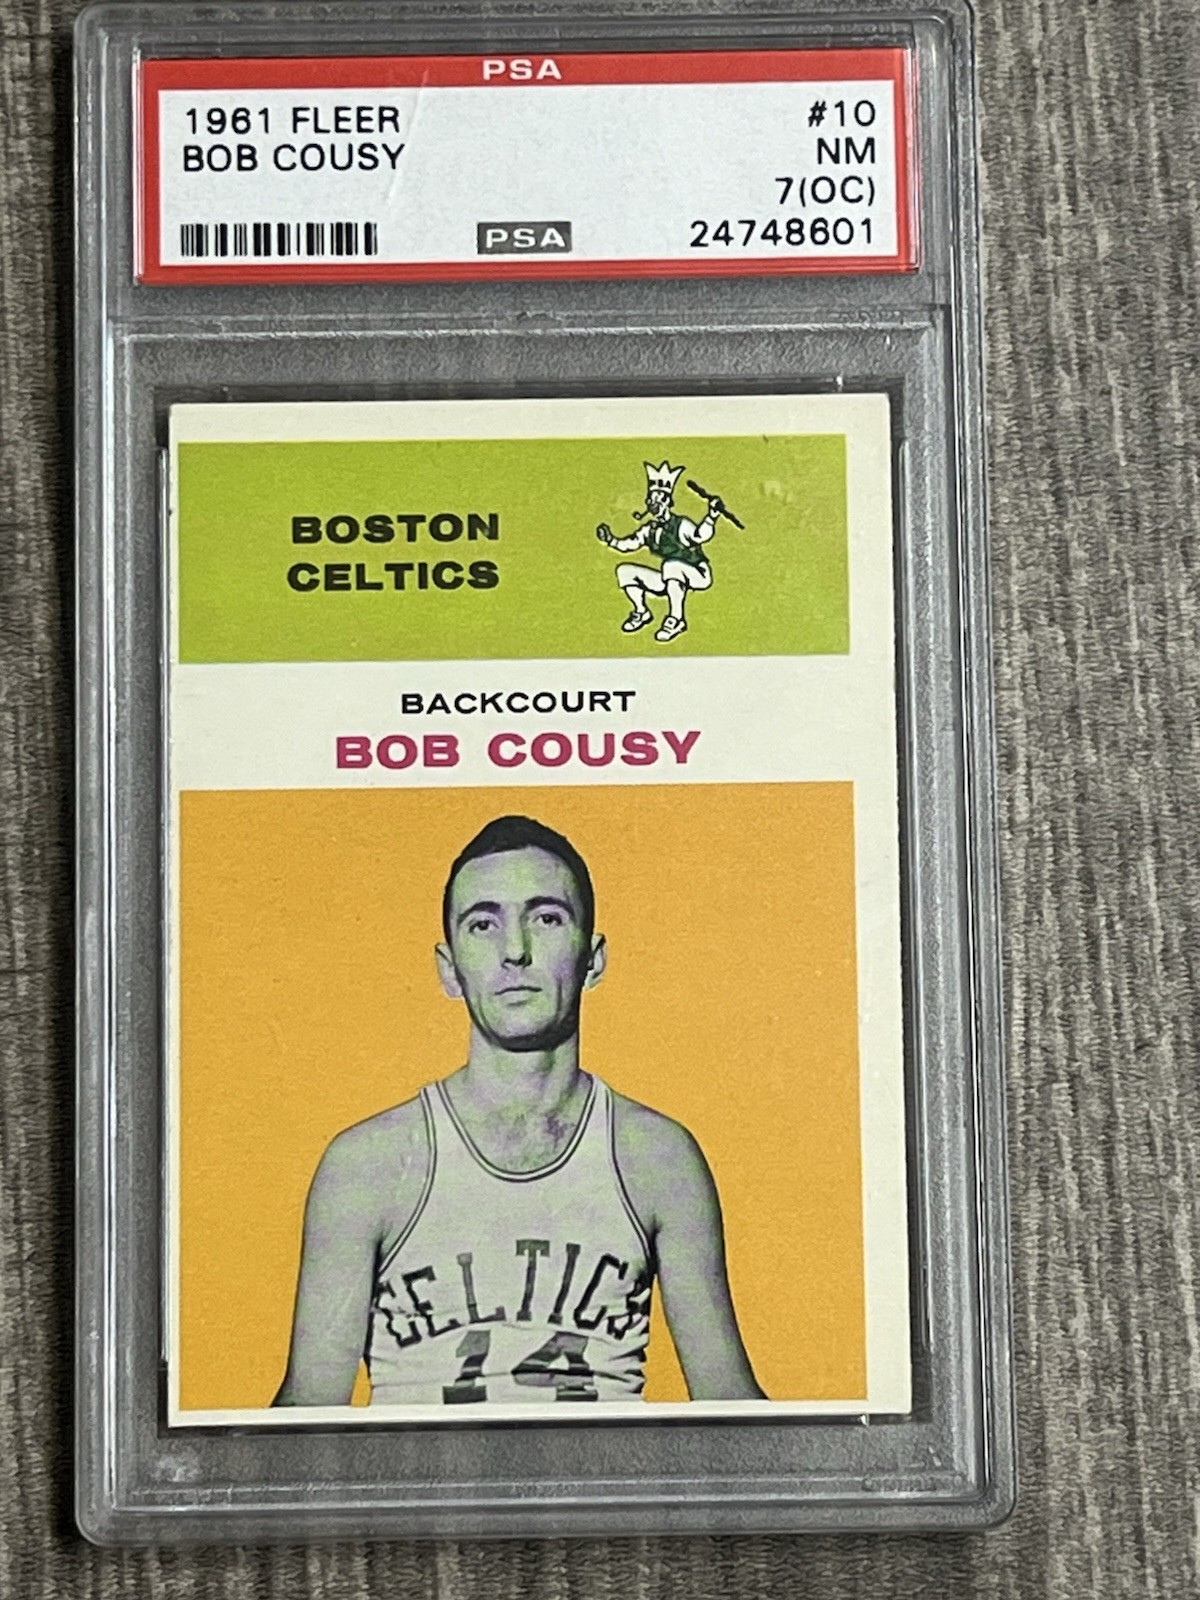 PSA
1961 FLEER #10
BOB COUSY NM
7(OC)
PSA 24748601
BOSTON
CELTICS
BACKCOURT
BOB COUSY
CELTICS
14